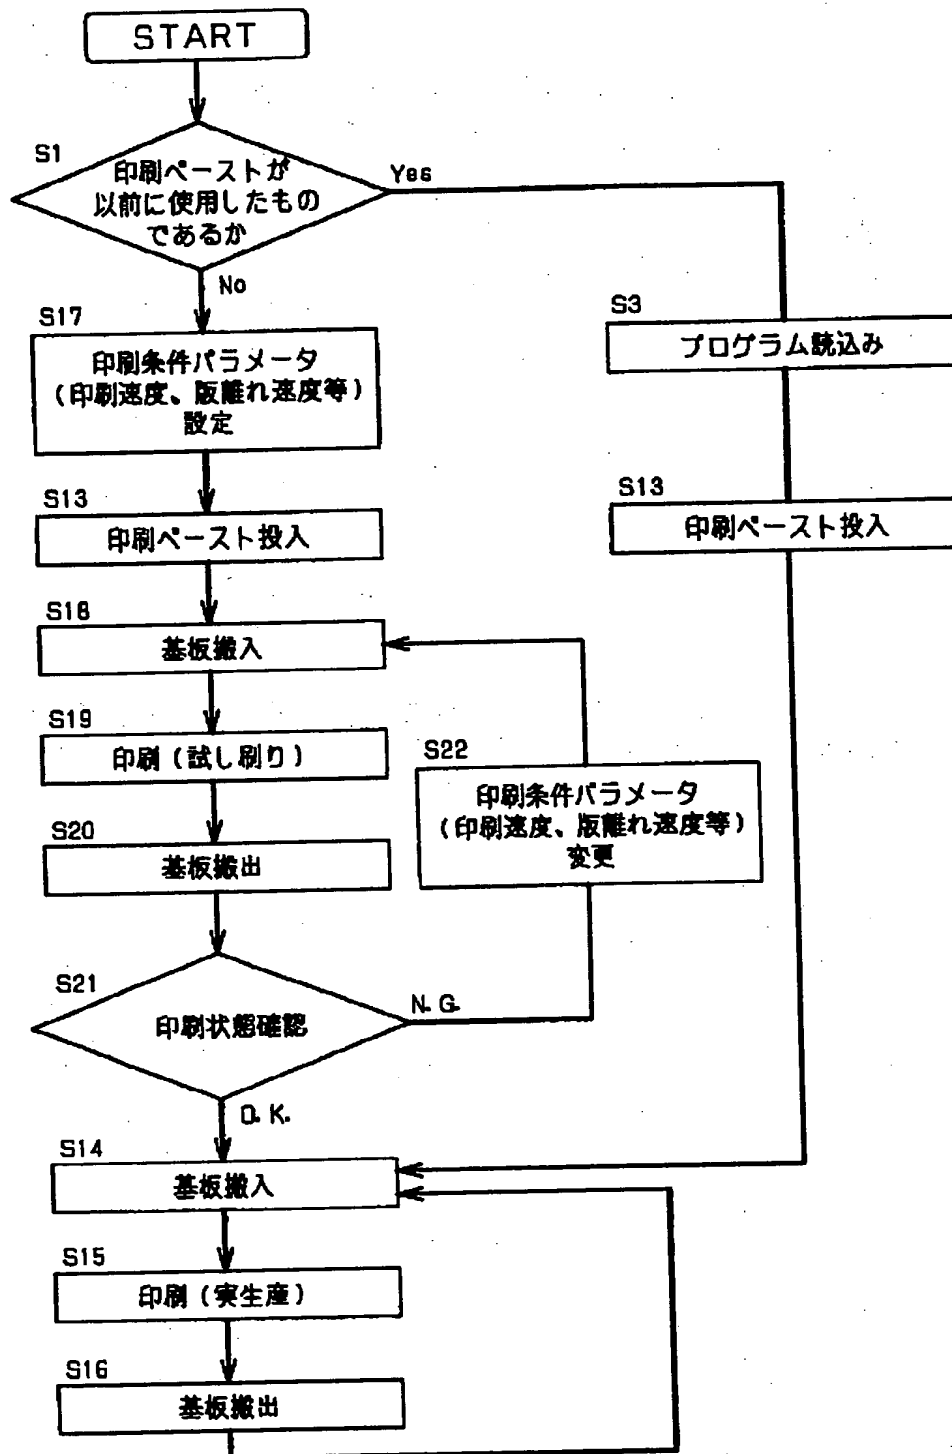 START
S1
印刷ペーストが
以前に使用したもの
であるか
Yes
No
S3
プログラム読込み
S17
印刷条件パラメータ
(印刷速度、版離れ速度等)
設定
S13
印刷ペースト投入
S13
印刷ペースト投入
S18
基板搬入
S19
印刷(試し刷り)
S22
印刷条件パラメータ
(印刷速度、版離れ速度等)
変更
S20
基板搬出
S21
印刷状態確認
N.G.
O.K.
S14
基板搬入
S15
印刷(実生産)
S16
基板搬出